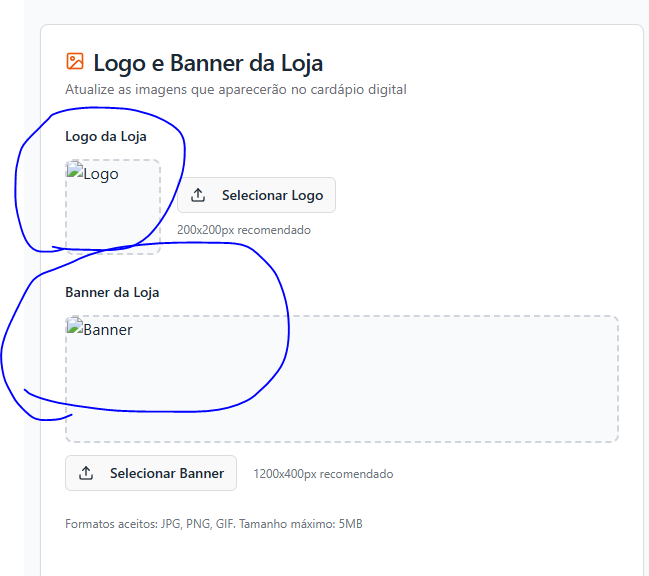 Logo e Banner da Loja
Atualize as imagens que aparecerão no cardápio digital
Logo da Loja
Logo
Selecionar Logo
200x200px recomendado
Banner da Loja
Banner
Selecionar Banner
1200x400px recomendado
Formatos aceitos: JPG, PNG, GIF. Tamanho máximo: 5MB